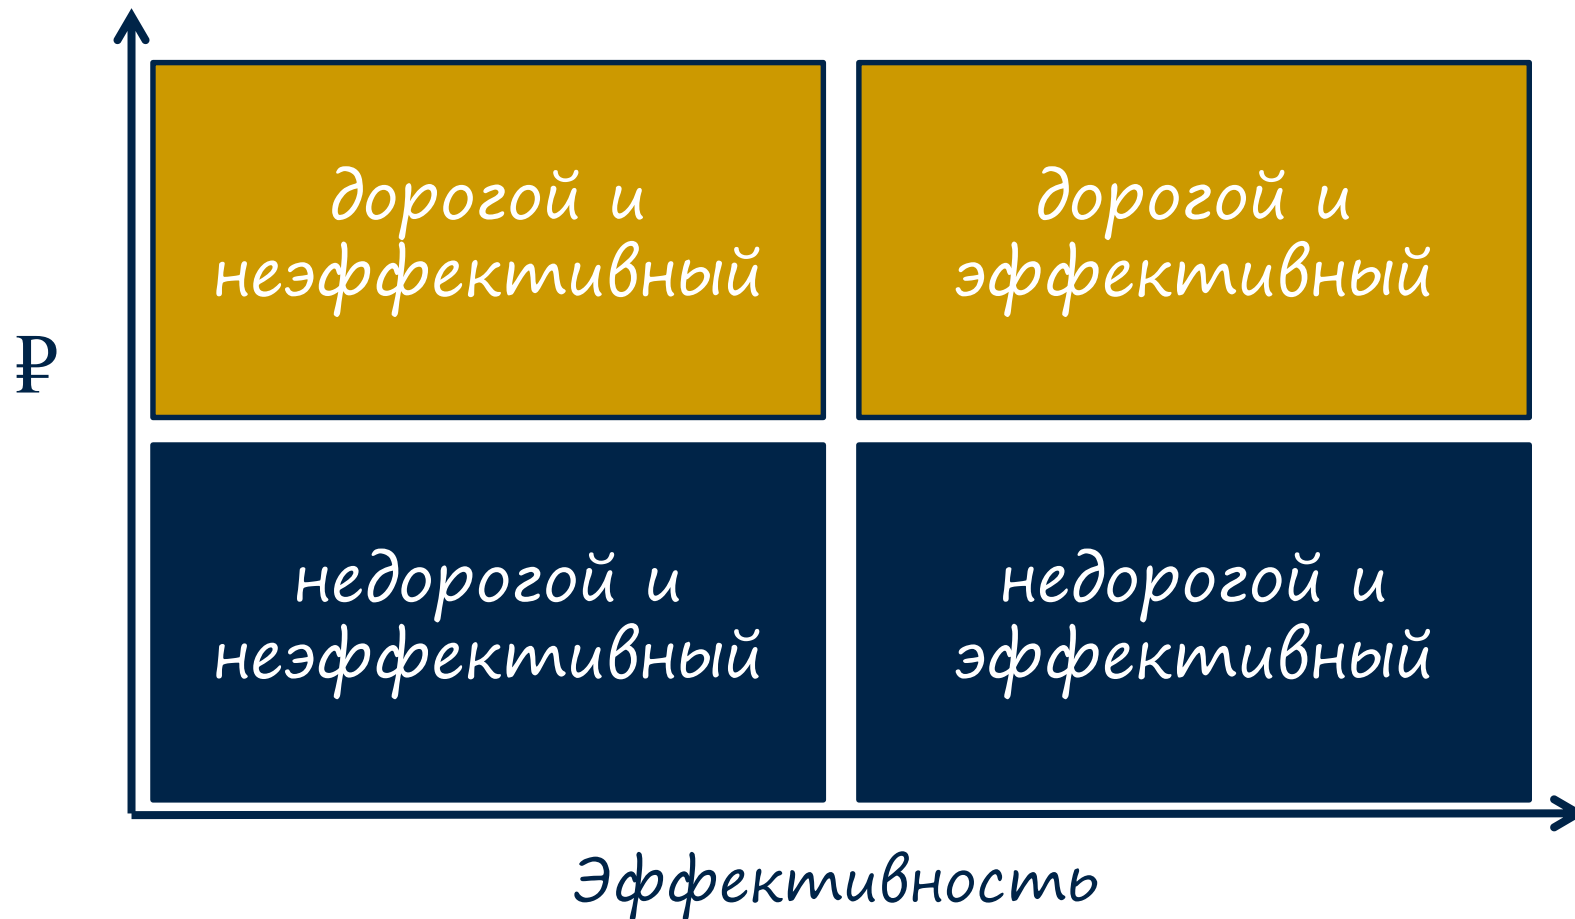 дорогой и
неэффективный
дорогой и
эффективный
₽
недорогой и
неэффективный
недорогой и
эффективный
Эффективность